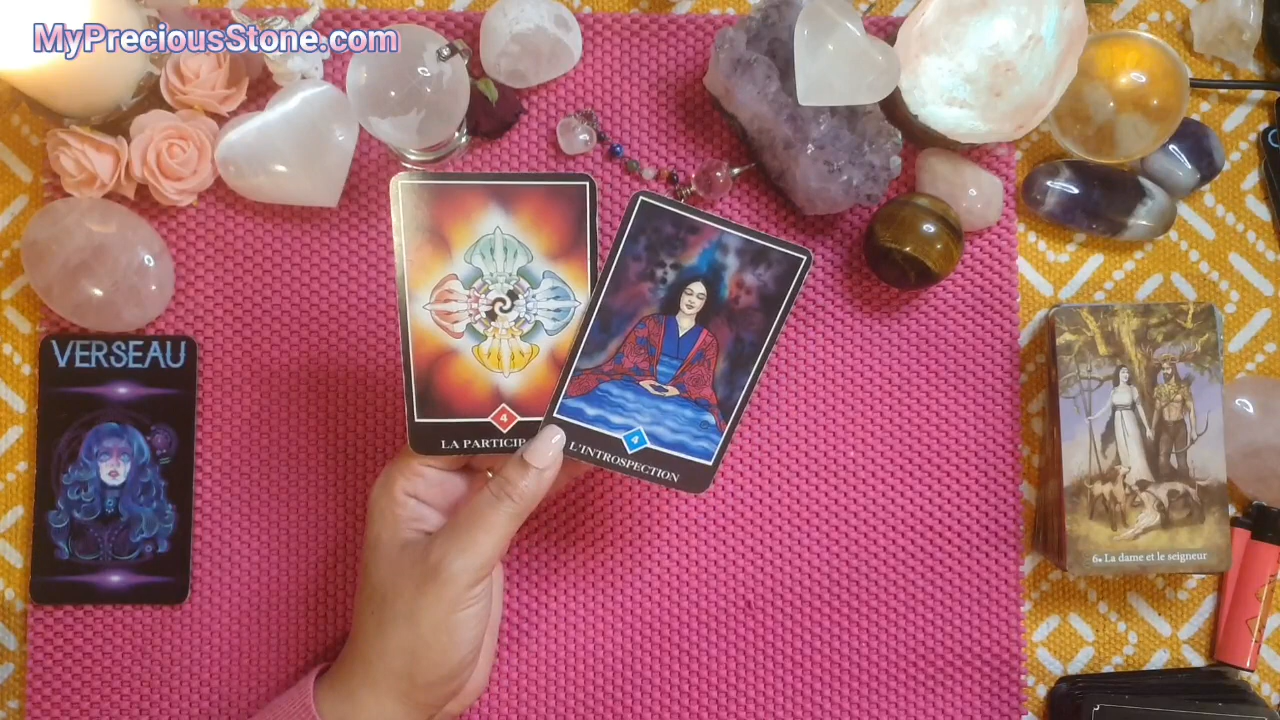 MyPreciousStone.com
VERSEAU
4
LA PARTICIP
4
L'INTROSPECTION
6 La dame et le seigneur